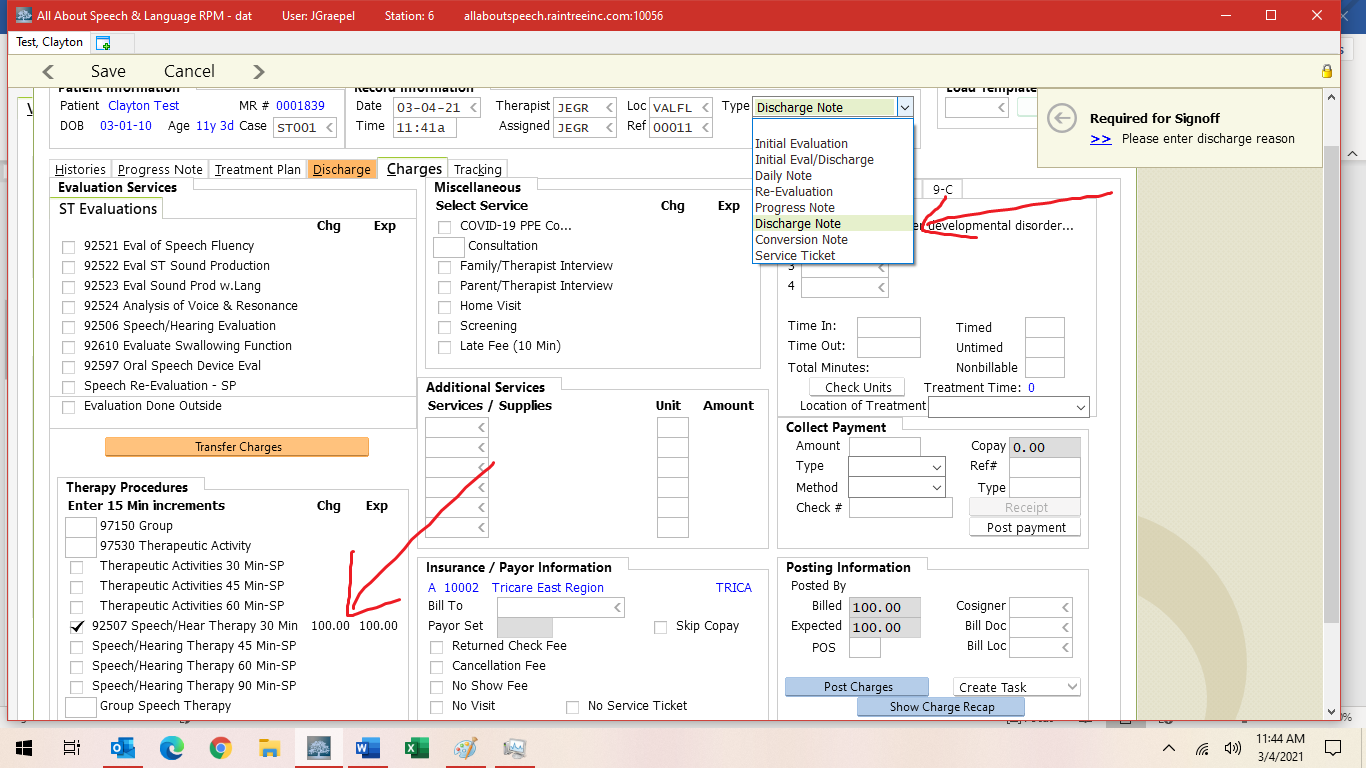 All About Speech & Language RPM - dat User: JGraepel Station: 6 allaboutspeech.raintreeinc.com:10056
Test, Clayton
Save Cancel
Patient Information Record Information Load Template
Patient Clayton Test MR # 0001839 Date 03-04-21 Therapist JEGR Loc VALFL Type Discharge Note
DOB 03-01-10 Age 11y 3d Case ST001 Time 11:41a Assigned JEGR Ref 00011
Required for Signoff
>> Please enter discharge reason
Initial Evaluation
Initial Eval/Discharge
Daily Note
Re-Evaluation
Progress Note
Discharge Note
Conversion Note
Service Ticket
Histories Progress Note Treatment Plan Discharge Charges Tracking
Evaluation Services
ST Evaluations
Chg Exp
92521 Eval of Speech Fluency
92522 Eval ST Sound Production
92523 Eval Sound Prod w.Lang
92524 Analysis of Voice & Resonance
92506 Speech/Hearing Evaluation
92610 Evaluate Swallowing Function
92597 Oral Speech Device Eval
Speech Re-Evaluation - SP
Evaluation Done Outside
Transfer Charges
Miscellaneous
Select Service Chg Exp
COVID-19 PPE Co...
Consultation
Family/Therapist Interview
Parent/Therapist Interview
Home Visit
Screening
Late Fee (10 Min)
9-C
developmental disorder...
3
4
Time In: Timed
Time Out: Untimed
Total Minutes: Nonbillable
Check Units Treatment Time: 0
Location of Treatment
Additional Services
Services / Supplies Unit Amount
Collect Payment
Amount Copay 0.00
Type Ref#
Method Type
Check # Receipt
Post payment
Therapy Procedures
Enter 15 Min increments Chg Exp
97150 Group
97530 Therapeutic Activity
Therapeutic Activities 30 Min-SP
Therapeutic Activities 45 Min-SP
Therapeutic Activities 60 Min-SP
92507 Speech/Hear Therapy 30 Min 100.00 100.00
Speech/Hearing Therapy 45 Min-SP
Speech/Hearing Therapy 60 Min-SP
Speech/Hearing Therapy 90 Min-SP
Group Speech Therapy
Insurance / Payor Information
A 10002 Tricare East Region TRICA
Bill To
Payor Set Skip Copay
Returned Check Fee
Cancellation Fee
No Show Fee
No Visit No Service Ticket
Posting Information
Posted By
Billed 100.00 Cosigner
Expected 100.00 Bill Doc
POS Bill Loc
Post Charges Create Task
Show Charge Recap
11:44 AM
3/4/2021